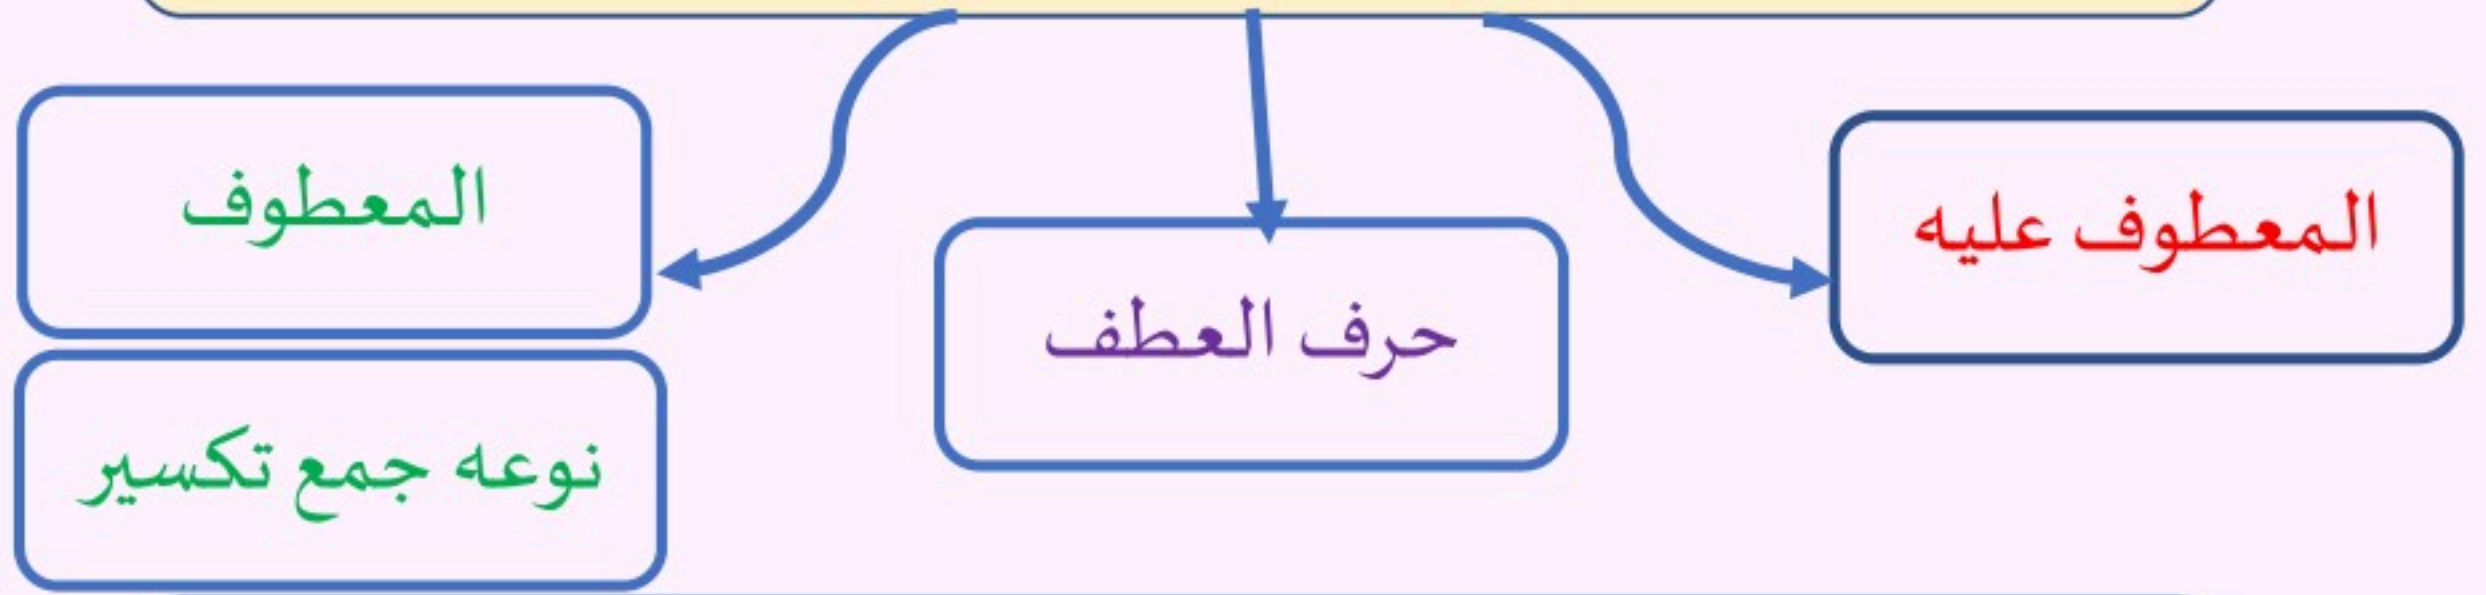 المعطوف عليه
حرف العطف
المعطوف
نوعه جمع تكسير